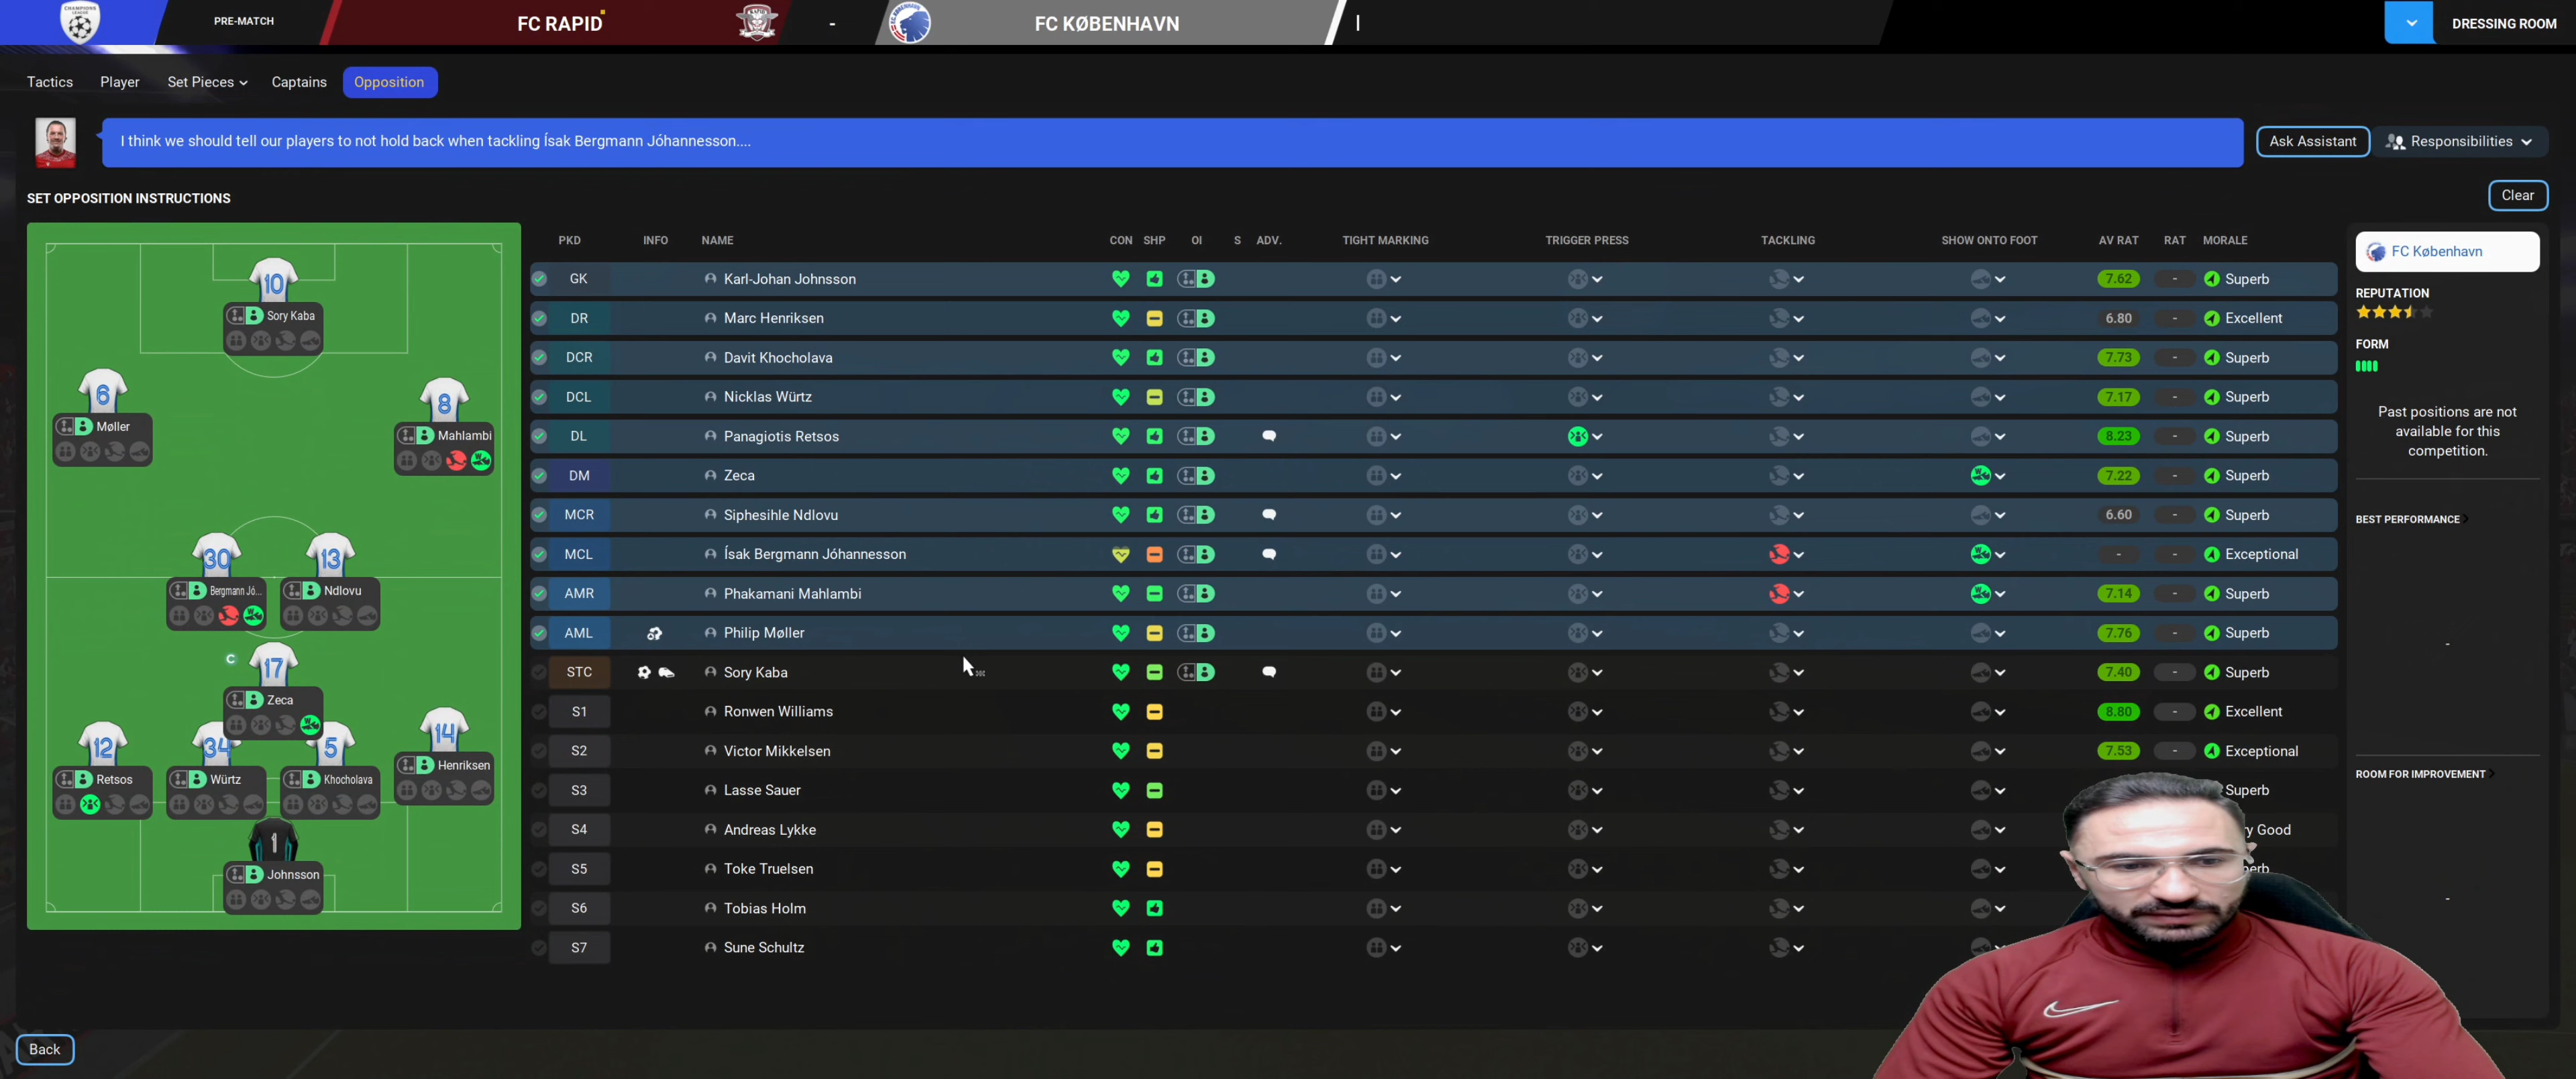 CHAMPIONS LEAGUE
PRE-MATCH
FC RAPID
-
FC KØBENHAVN
DRESSING ROOM
Tactics Player Set Pieces Captains Opposition
I think we should tell our players to not hold back when tackling Ísak Bergmann Jóhannesson....
Ask Assistant
Responsibilities
SET OPPOSITION INSTRUCTIONS
Clear
10
Sory Kaba
6
Møller
8
Mahlambi
30
Bergmann Jó...
13
Ndlovu
C
17
Zeca
12
Retsos
34
Würtz
5
Khocholava
14
Henriksen
1
Johnsson
PKD INFO NAME CON SHP OI S ADV. TIGHT MARKING TRIGGER PRESS TACKLING SHOW ONTO FOOT AV RAT RAT MORALE
GK Karl-Johan Johnsson 7.62 - Superb
DR Marc Henriksen 6.80 - Excellent
DCR Davit Khocholava 7.73 - Superb
DCL Nicklas Würtz 7.17 - Superb
DL Panagiotis Retsos 8.23 - Superb
DM Zeca 7.22 - Superb
MCR Siphesihle Ndlovu 6.60 - Superb
MCL Ísak Bergmann Jóhannesson - - Exceptional
AMR Phakamani Mahlambi 7.14 - Superb
AML Philip Møller 7.76 - Superb
STC Sory Kaba 7.40 - Superb
S1 Ronwen Williams 8.80 - Excellent
S2 Victor Mikkelsen 7.53 - Exceptional
S3 Lasse Sauer Superb
S4 Andreas Lykke Good
S5 Toke Truelsen
S6 Tobias Holm
S7 Sune Schultz
FC København
REPUTATION
FORM
Past positions are not
available for this
competition.
BEST PERFORMANCE
-
ROOM FOR IMPROVEMENT
-
Back